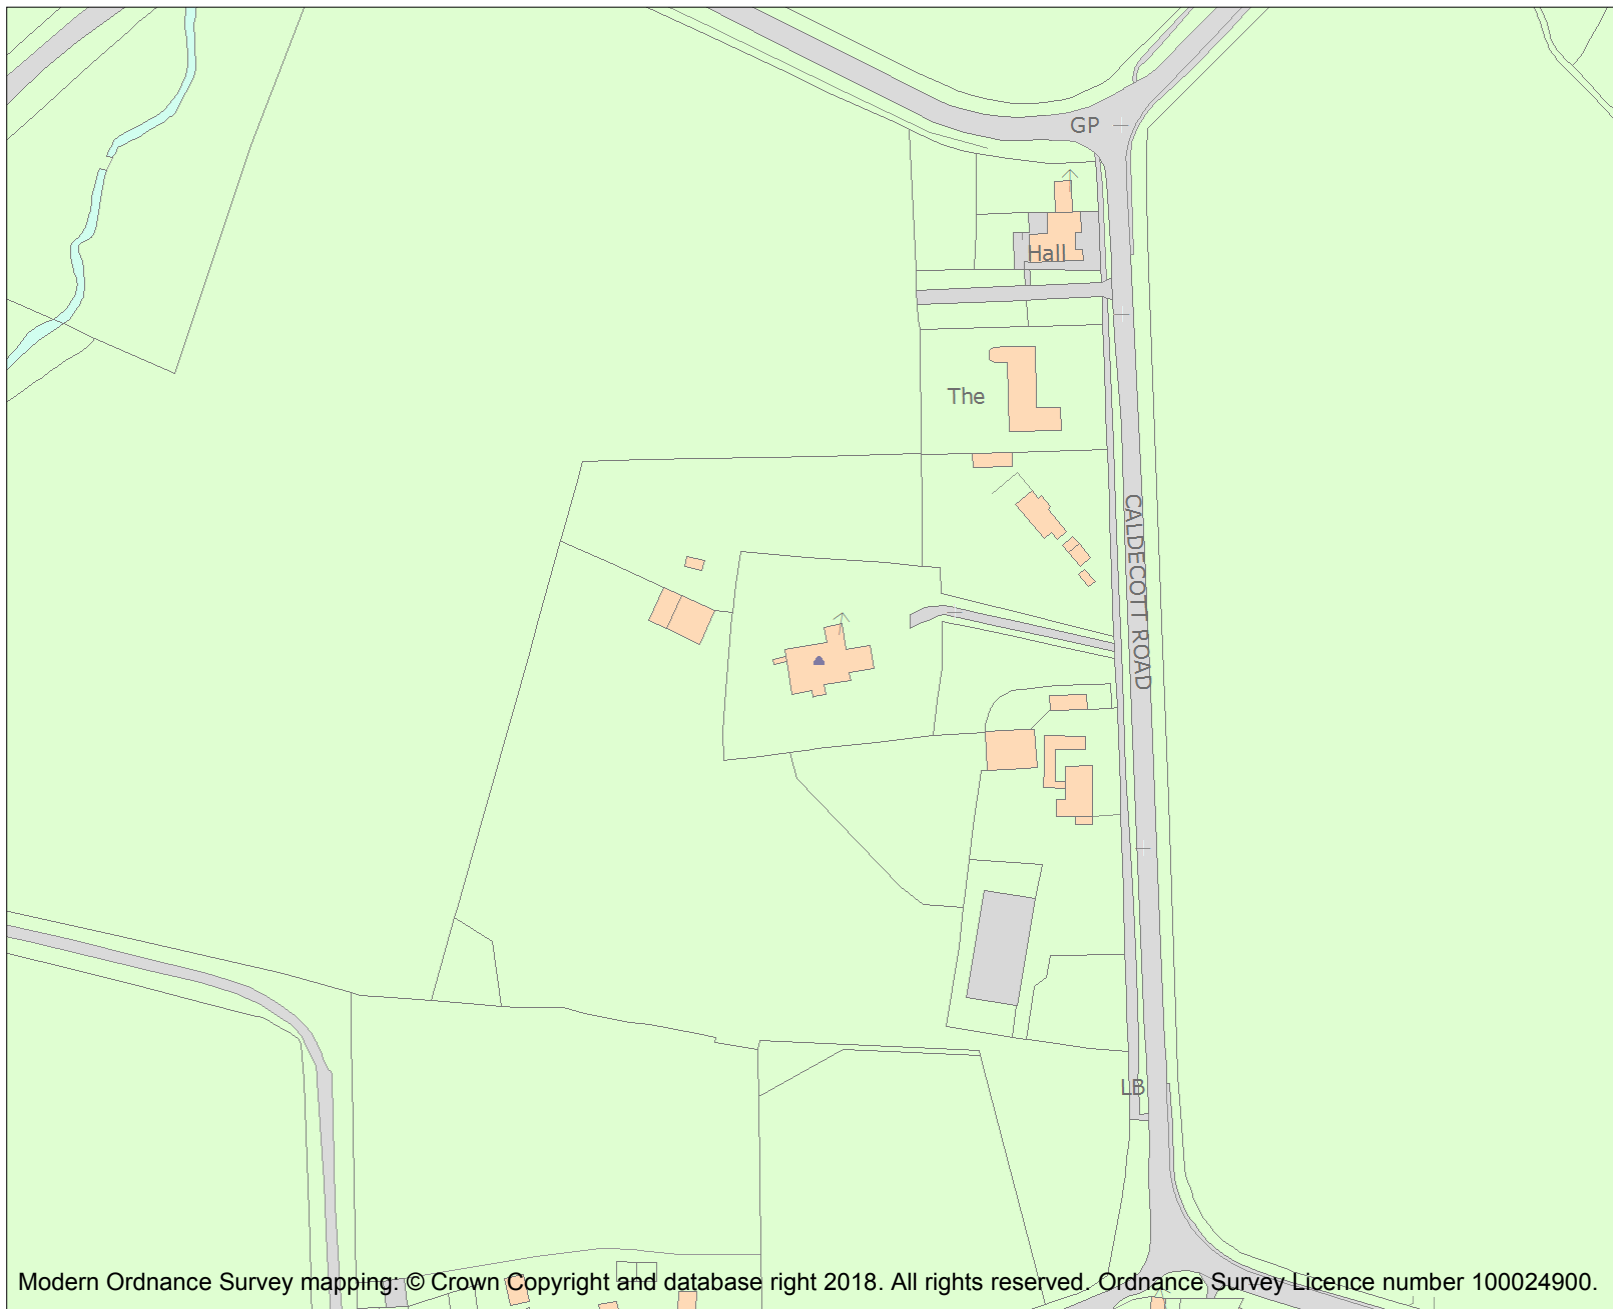 GP
Hall
The
CALDECOTT ROAD
LB
Modern Ordnance Survey mapping: © Crown Copyright and database right 2018. All rights reserved. Ordnance Survey Licence number 100024900.